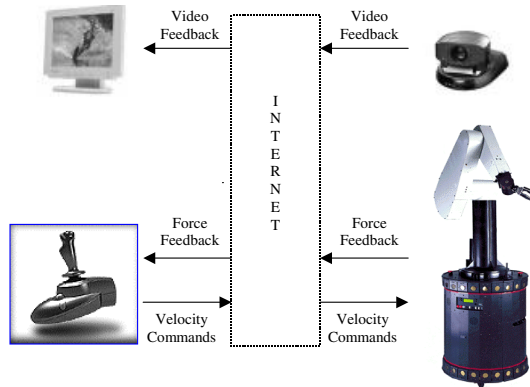 Video
Feedback
Video
Feedback
I
N
T
E
R
N
E
T
Force
Feedback
Force
Feedback
Velocity
Commands
Velocity
Commands